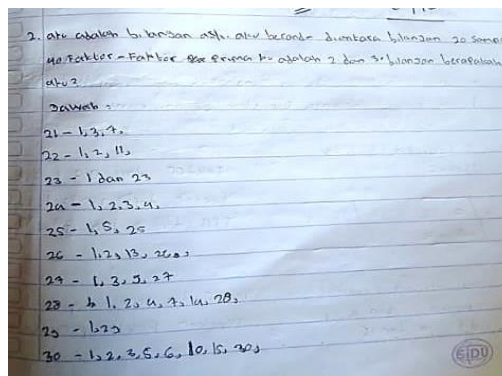 2. aku adalah bilangan asli. aku berada diantara bilangan 20 sampai
40 Faktor - Faktor prima ku adalah 2 dan 3. bilangan berapakah
aku?
Jawab:
21 - 1, 3, 7,
22 - 1, 2, 11,
23 - 1 dan 23
24 - 1, 2, 3, 4,
25 - 1, 5, 25
26 - 1, 2, 13, 26,
27 - 1, 3, 9, 27
28 - 1, 2, 4, 7, 14, 28,
29 - 1, 29
30 - 1, 2, 3, 5, 6, 10, 15, 30,
SIDU